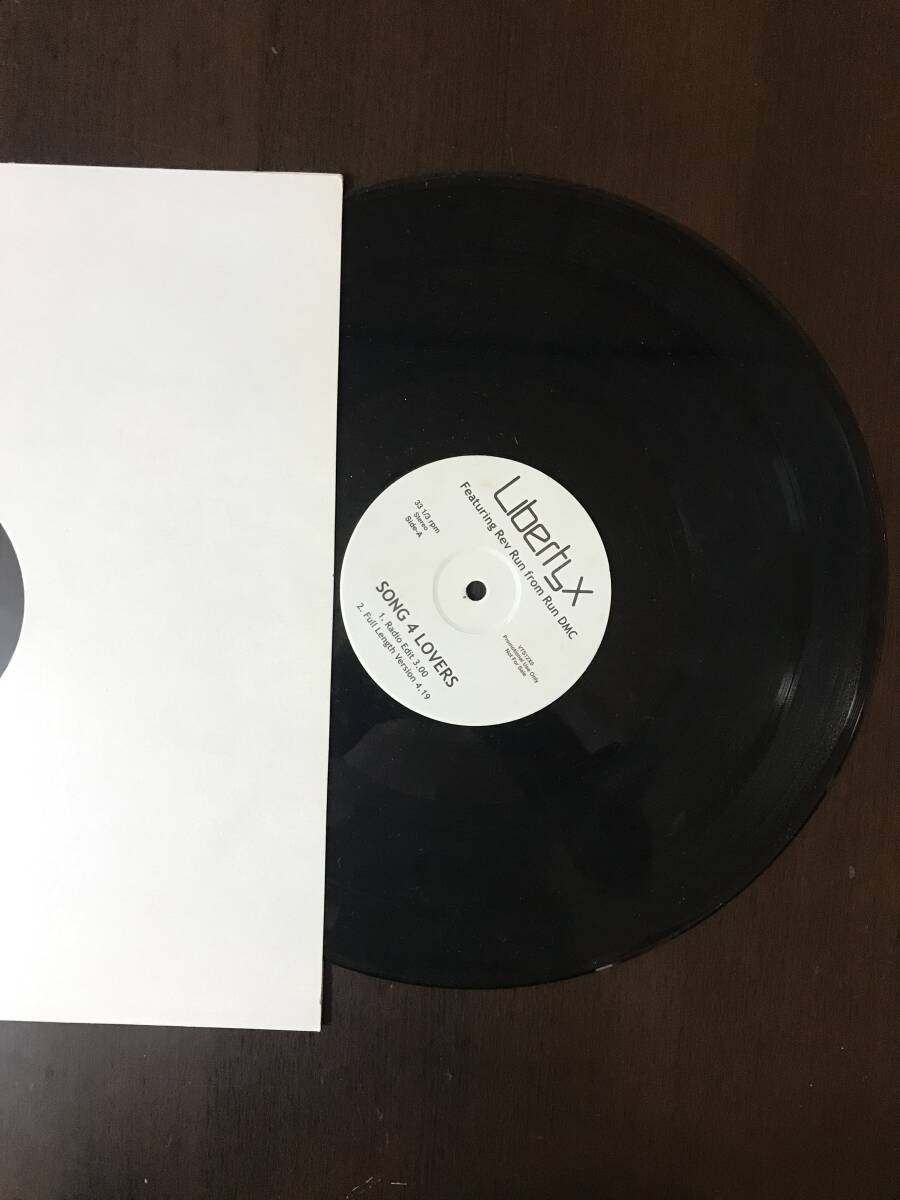 Liberty X
Featuring Rev Run from Run DMC
33 1/3 rpm
Stereo
Side-A
Promotional Use Only
Not For Sale
SONG 4 LOVERS
1. Radio Edit 3.00
2. Full Length Version 4.19